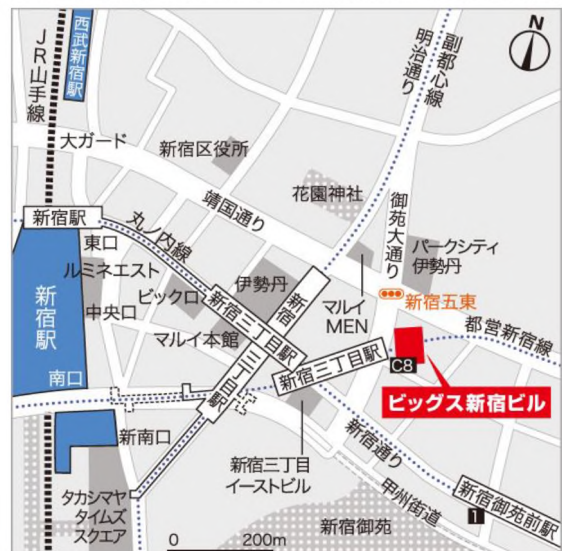 N
西武新宿駅
JR山手線
副都心線
明治通り
大ガード
新宿区役所
花園神社
靖国通り
御苑大通り
新宿駅
丸ノ内線
東口
ルミネエスト
パークシティ
伊勢丹
伊勢丹
ビックロ
新宿三丁目駅
新宿三丁目駅
マルイ
MEN
新宿五東
新宿駅
中央口
マルイ本館
都営新宿線
南口
新宿三丁目駅
C8
ビッグス新宿ビル
新南口
新宿三丁目
イーストビル
新宿通り
甲州街道
新宿御苑前駅
1
タカシマヤ
タイムズ
スクエア
新宿御苑
0 200m